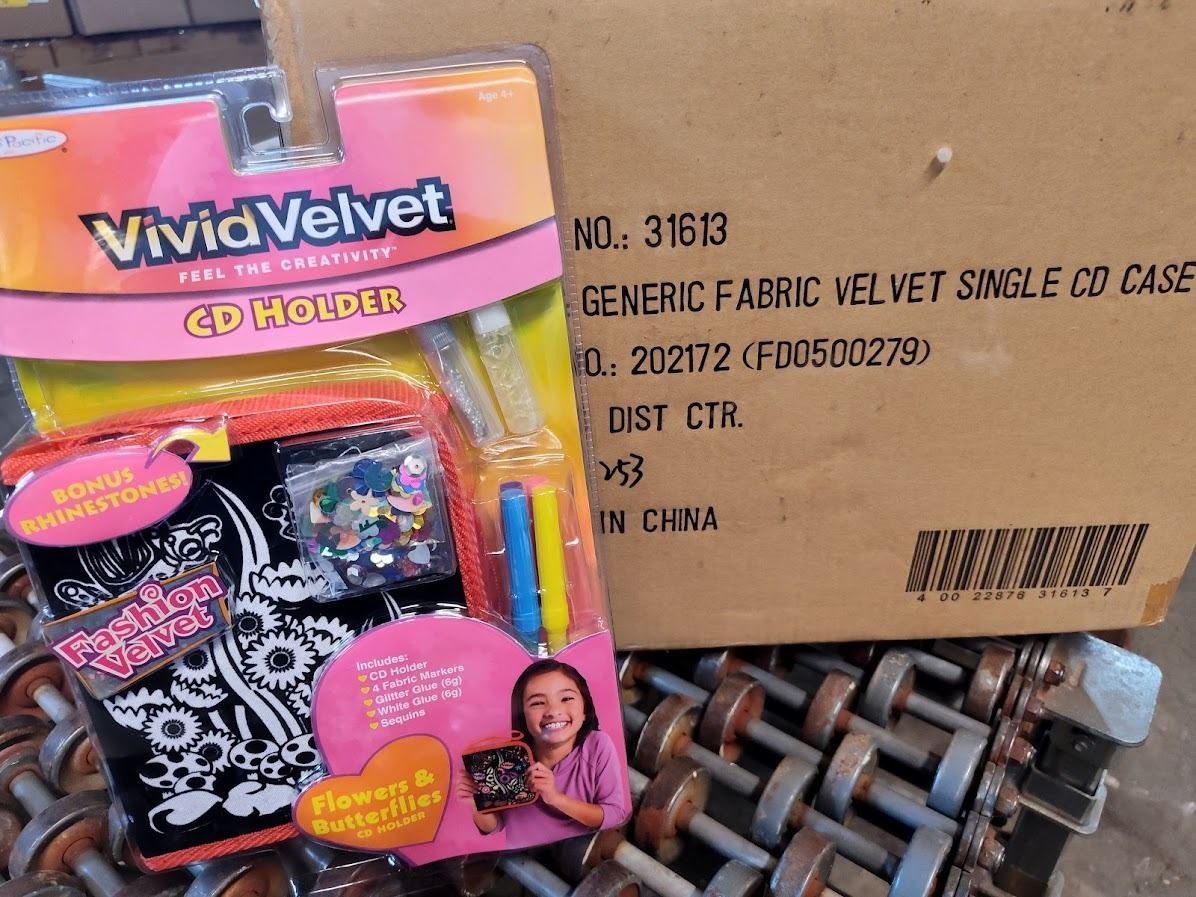 Age 4+
Pacific
VividVelvet
FEEL THE CREATIVITY™
CD HOLDER
BONUS
RHINESTONES!
Fashion
Velvet
Includes:
CD Holder
4 Fabric Markers
Glitter Glue (6g)
White Glue (6g)
Sequins
Flowers &
Butterflies
CD HOLDER
NO.: 31613
GENERIC FABRIC VELVET SINGLE CD CASE
O.: 202172 (FD0500279)
DIST CTR.
253
IN CHINA
4 00 22876 31613 7